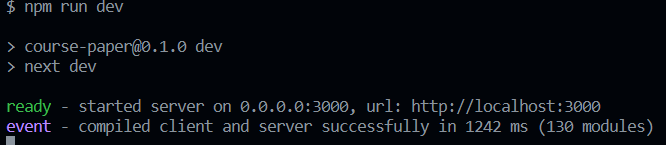 $ npm run dev
> course-paper@0.1.0 dev
> next dev
ready - started server on 0.0.0.0:3000, url: http://localhost:3000
event - compiled client and server successfully in 1242 ms (130 modules)